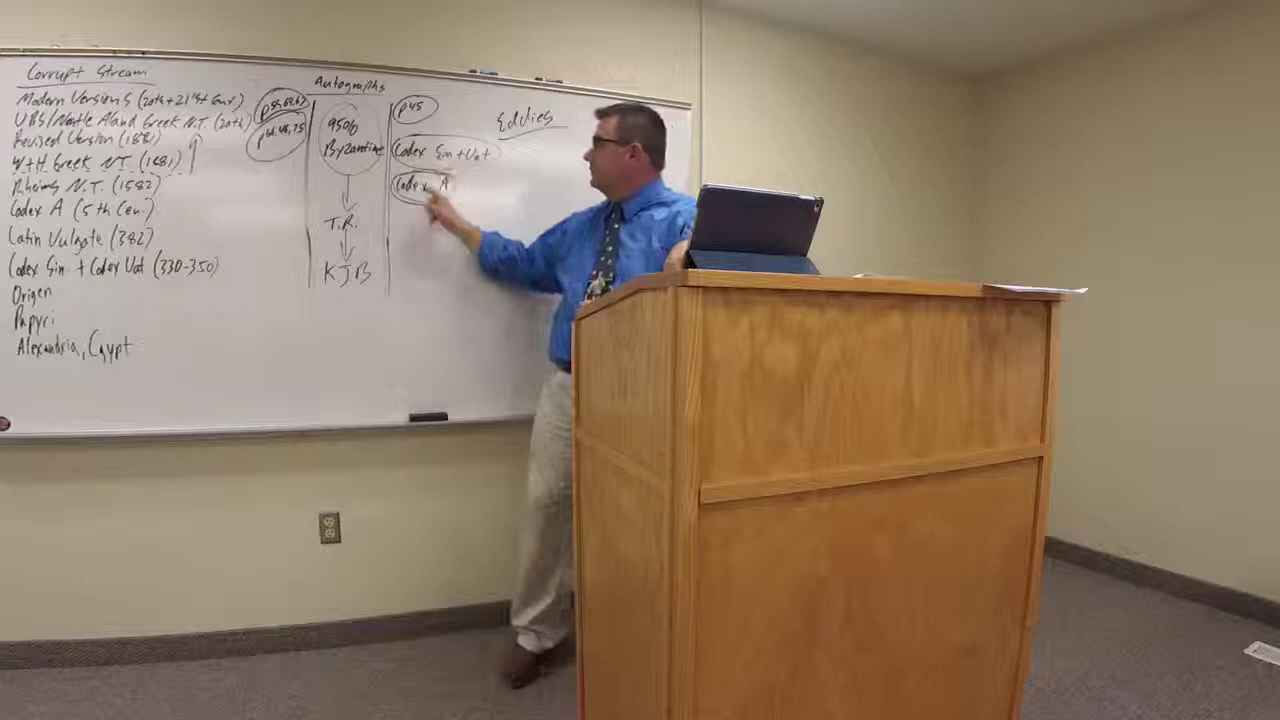 Corrupt Stream
Modern Versions (20th + 21st Cen.)
UBS/Nestle Aland Greek N.T. (20th)
Revised Version (1881)
W+H Greek N.T. (1881)
Rheims N.T. (1582)
Codex A (5th Cen.)
Latin Vulgate (382)
Codex Sin + Codex Vat (330-350)
Origen
Papyri
Alexandria, Egypt
Autographs
95%
Byzantine
T.R.
KJB
P45
Codex Sin + Vat
Codex A
Eddies